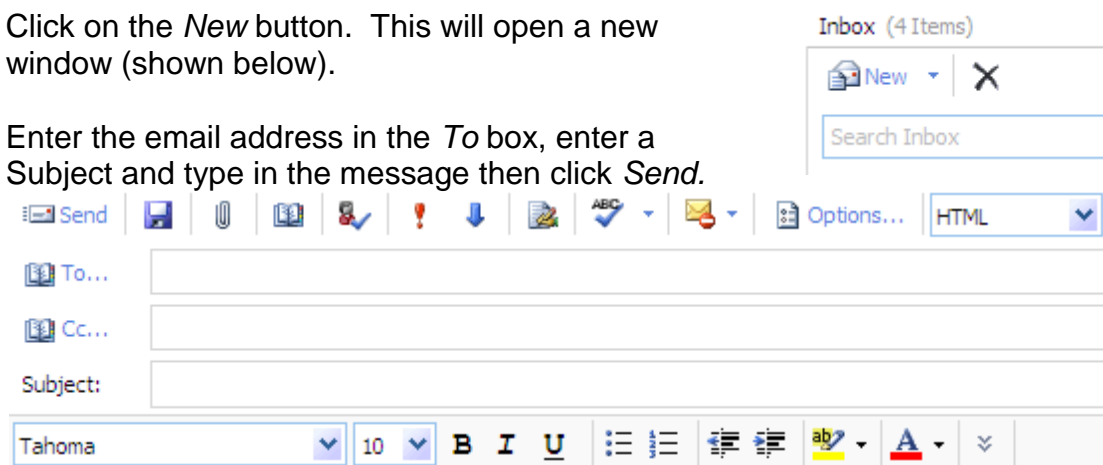 Click on the New button.  This will open a new
window (shown below).
Inbox (4 Items)
New
Search Inbox
Enter the email address in the To box, enter a
Subject and type in the message then click Send.
Send ABC Options... HTML
To...
Cc...
Subject:
Tahoma 10 B I U ab A